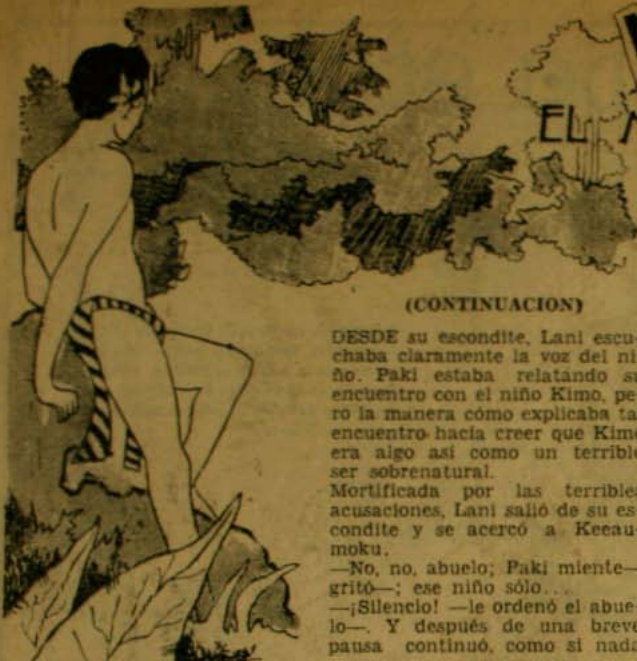 EL
(CONTINUACION)
DESDE su escondite, Lani escu-
chaba claramente la voz del ni-
ño. Paki estaba relatando su
encuentro con el niño Kimo, pe-
ro la manera cómo explicaba ta
encuentro hacía creer que Kimo
era algo así como un terrible
ser sobrenatural.
Mortificada por las terribles
acusaciones, Lani salió de su es-
condite y se acercó a Keeau-
moku.
—No, no, abuelo; Paki miente—
gritó—; ese niño sólo...
—¡Silencio! —le ordenó el abue-
lo—. Y después de una breve
pausa continuó, como si nada